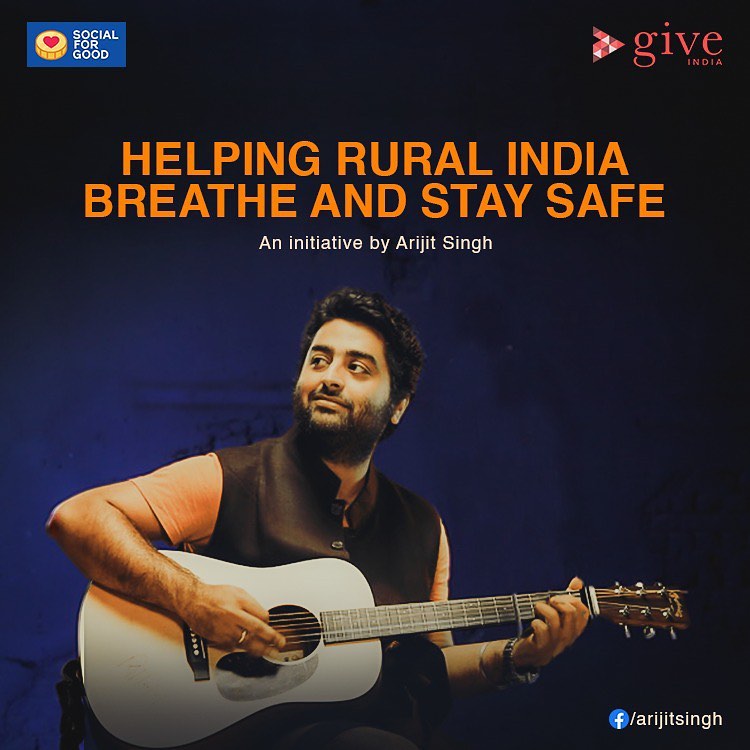 SOCIAL
FOR
GOOD
give
INDIA
HELPING RURAL INDIA
BREATHE AND STAY SAFE
An initiative by Arijit Singh
/arijitsingh